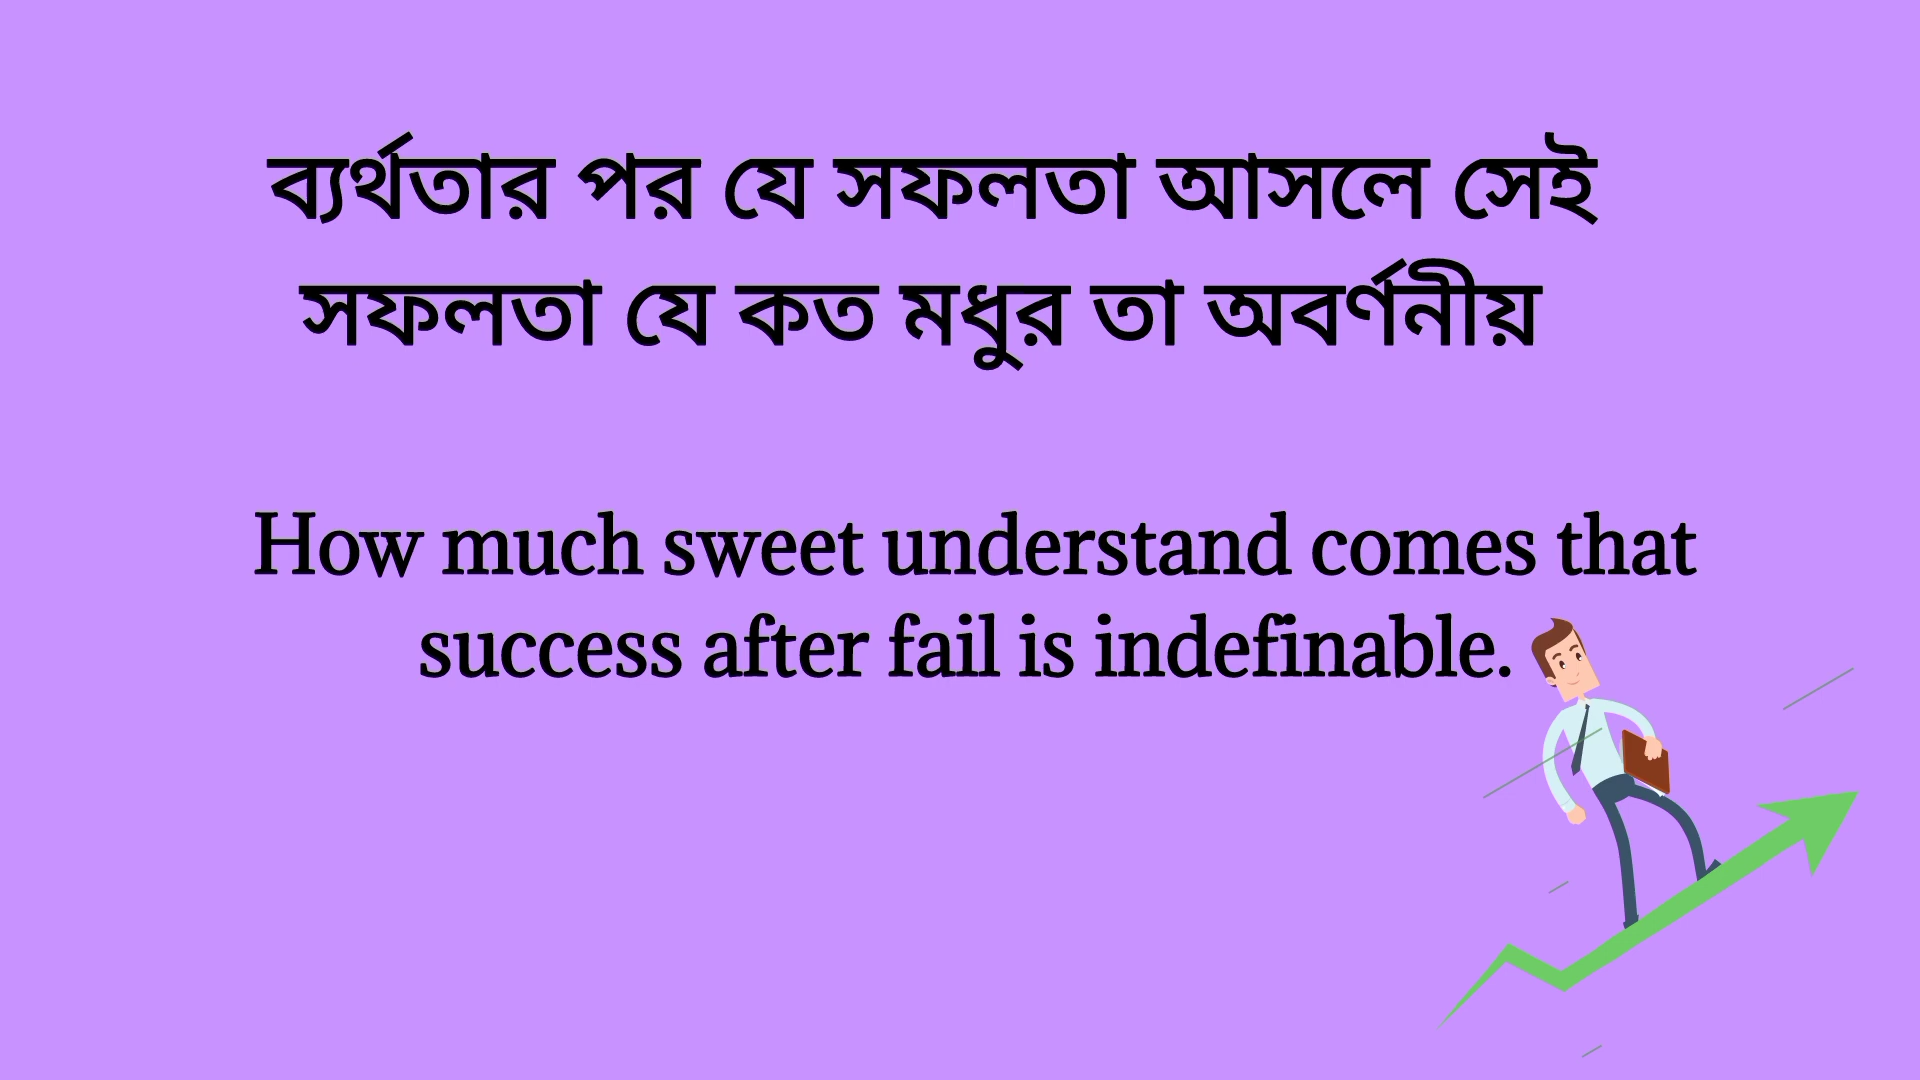 ব্যর্থতার পর যে সফলতা আসলে সেই
সফলতা যে কত মধুর তা অবর্ণনীয়
How much sweet understand comes that
success after fail is indefinable.